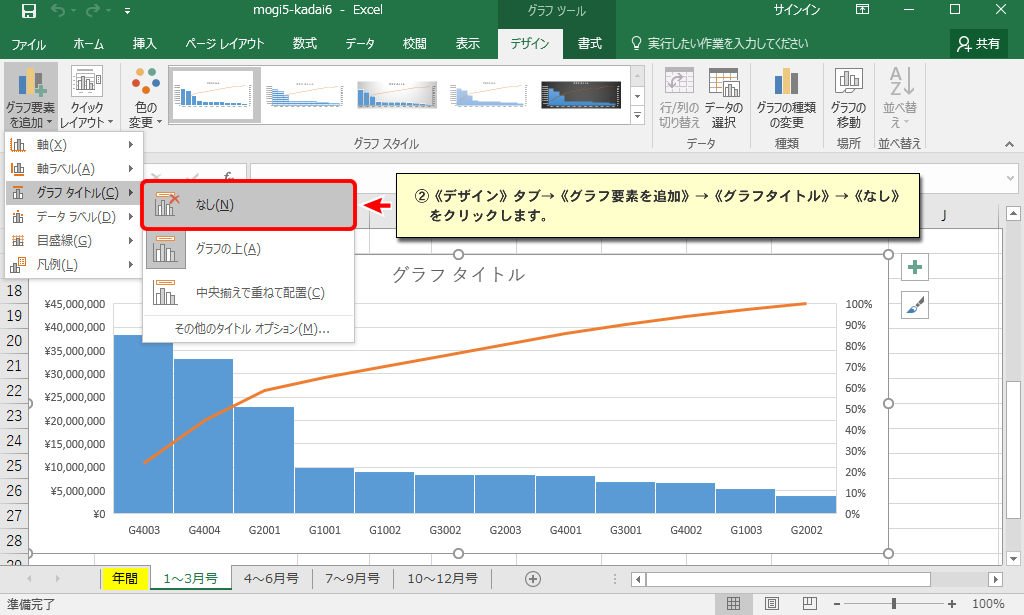 mogi5-kadai6 - Excel
グラフ ツール
サインイン
ファイル
ホーム
挿入
ページ レイアウト
数式
データ
校閲
表示
デザイン
書式
実行したい作業を入力してください
共有
グラフ要素
を追加
クイック
レイアウト
色の
変更
行/列の
切り替え
データの
選択
グラフの種類
の変更
グラフの
移動
並べ替
え
グラフ スタイル
データ
種類
場所
並べ替え
軸(X)
軸ラベル(A)
グラフ タイトル(C)
データ ラベル(D)
目盛線(G)
凡例(L)
なし(N)
グラフの上(A)
中央揃えで重ねて配置(C)
その他のタイトル オプション(M)...
②《デザイン》タブ→《グラフ要素を追加》→《グラフタイトル》→《なし》
をクリックします。
J
18
19
20
21
22
23
24
25
26
27
28
グラフ タイトル
¥45,000,000
¥40,000,000
¥35,000,000
¥30,000,000
¥25,000,000
¥20,000,000
¥15,000,000
¥10,000,000
¥5,000,000
¥0
100%
90%
80%
70%
60%
50%
40%
30%
20%
10%
0%
G4003
G4004
G2001
G1001
G1002
G3002
G2003
G4001
G3001
G4002
G1003
G2002
年間
1~3月号
4~6月号
7~9月号
10~12月号
準備完了
100%